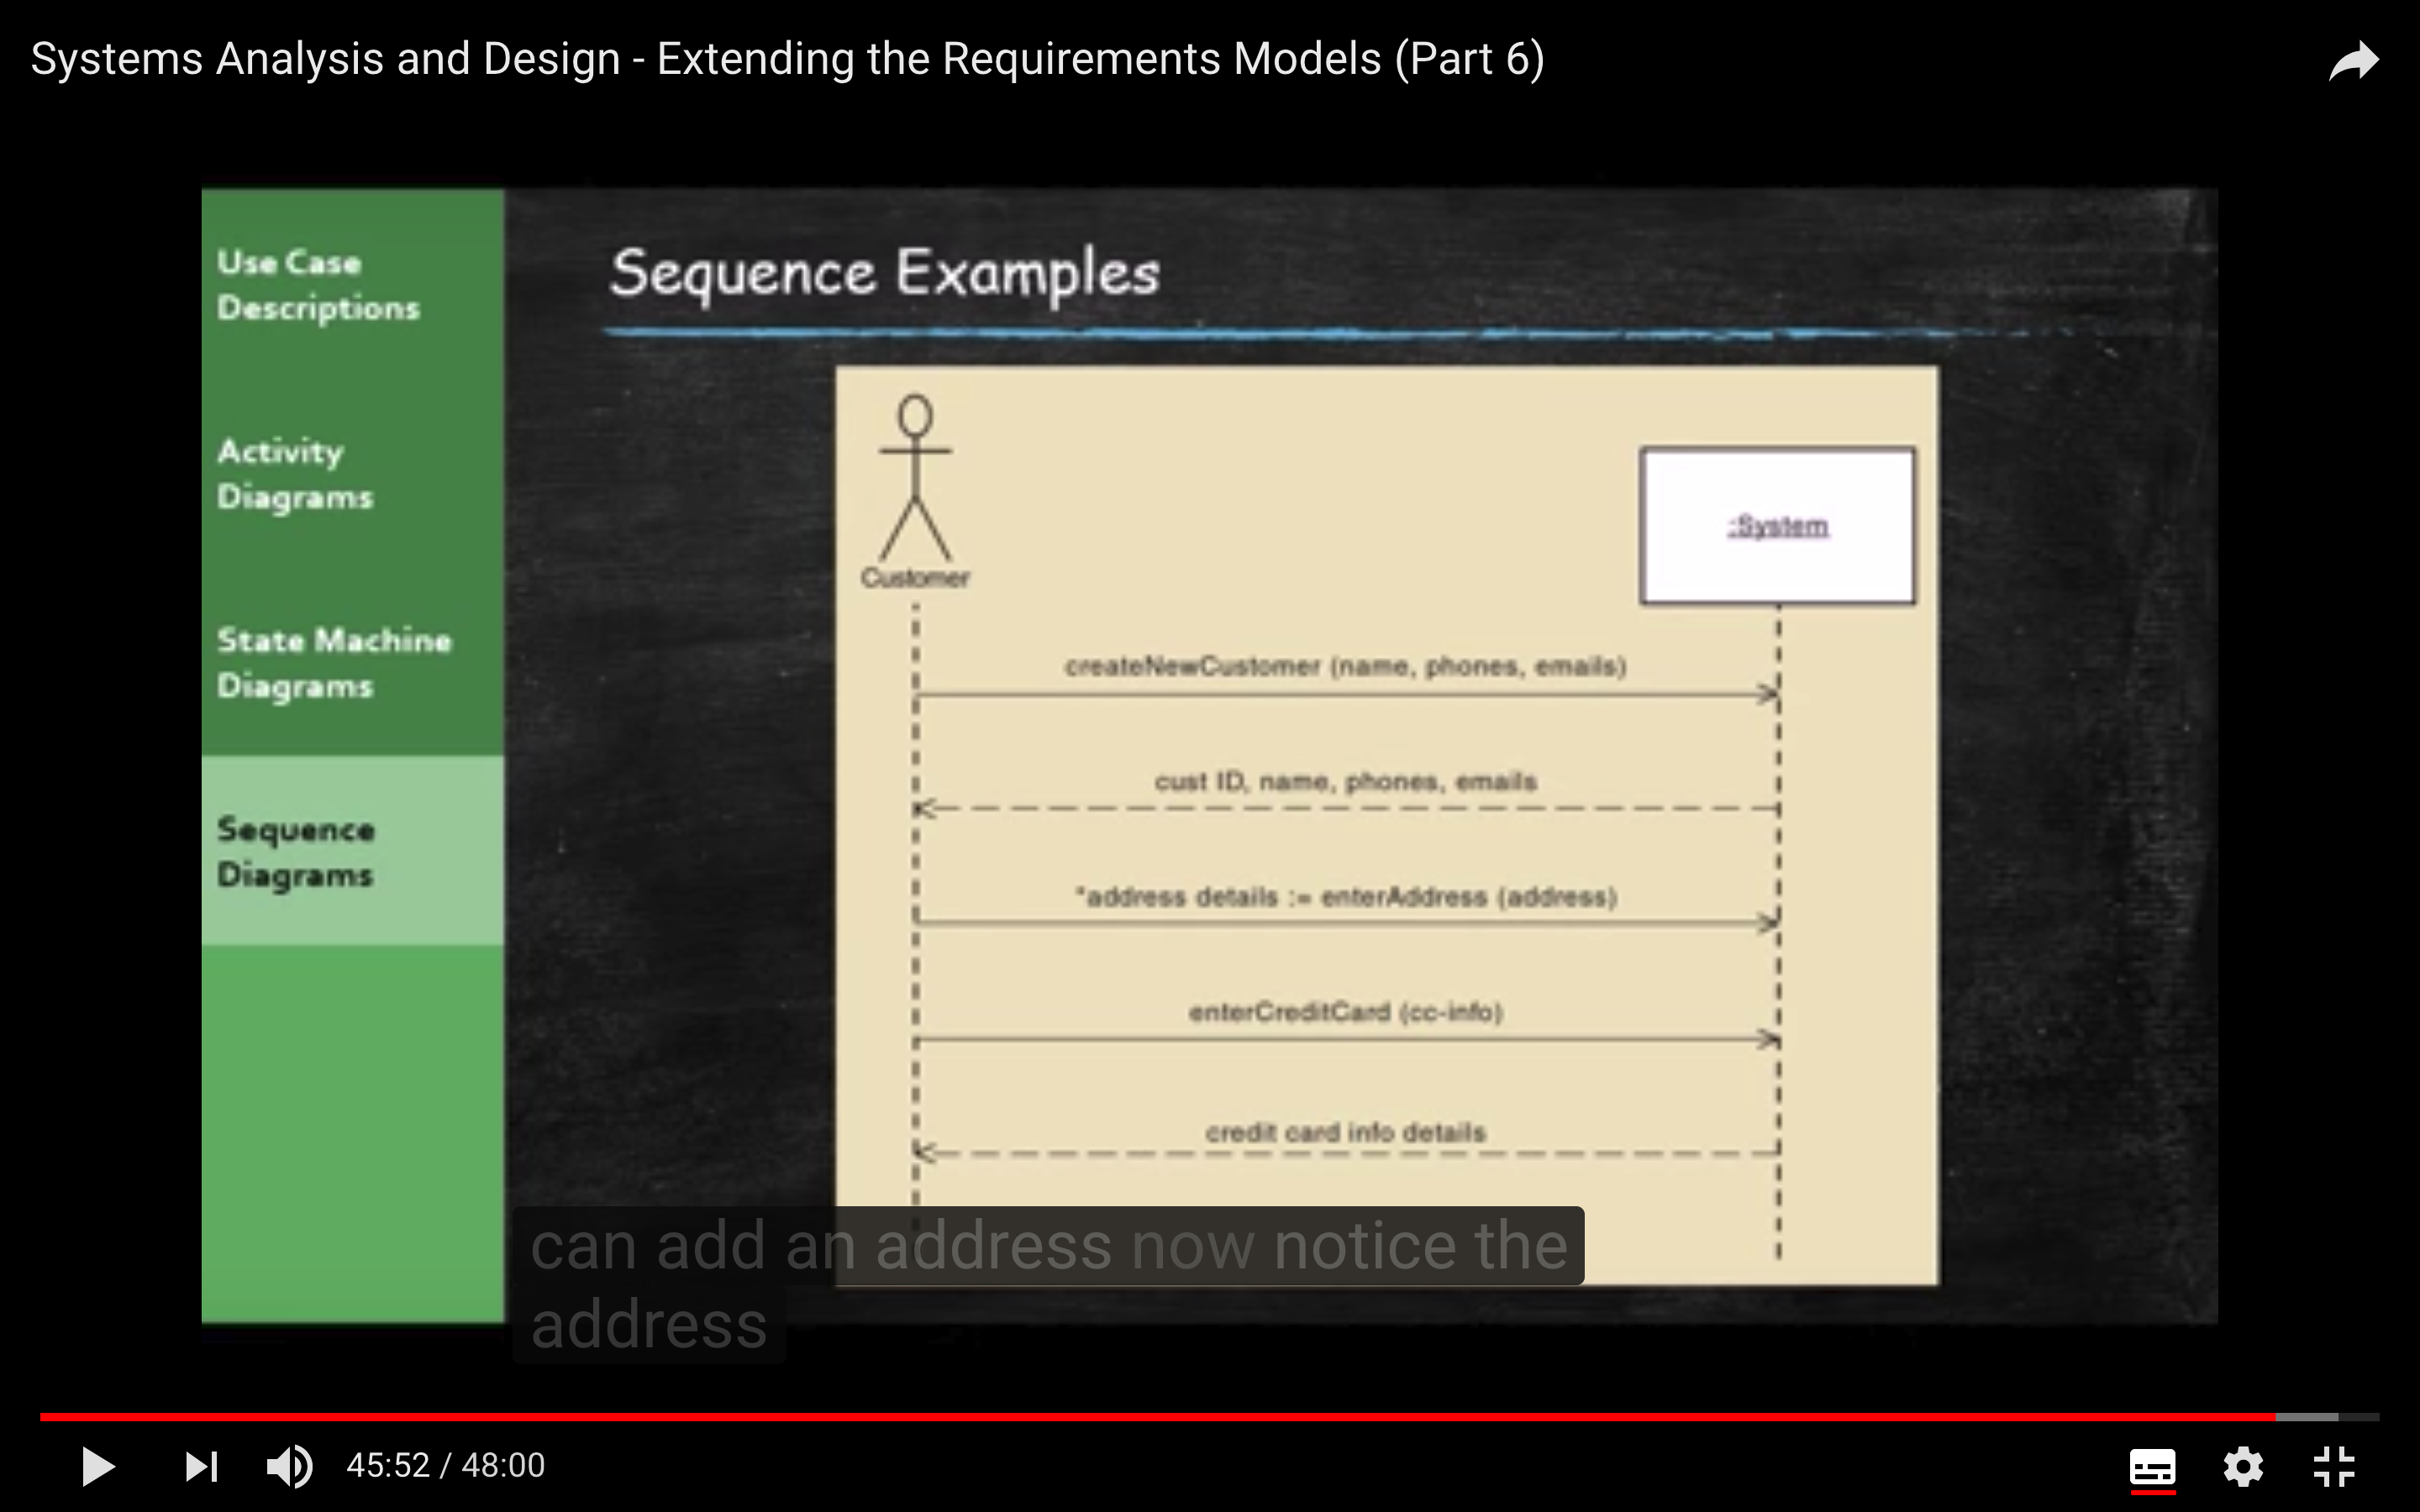 Systems Analysis and Design - Extending the Requirements Models (Part 6)
Use Case
Descriptions
Activity
Diagrams
State Machine
Diagrams
Sequence
Diagrams
Sequence Examples
Customer
:System
createNewCustomer (name, phones, emails)
cust ID, name, phones, emails
*address details := enterAddress (address)
enterCreditCard (cc-info)
credit card info details
can add an address now notice the
address
45:52 / 48:00